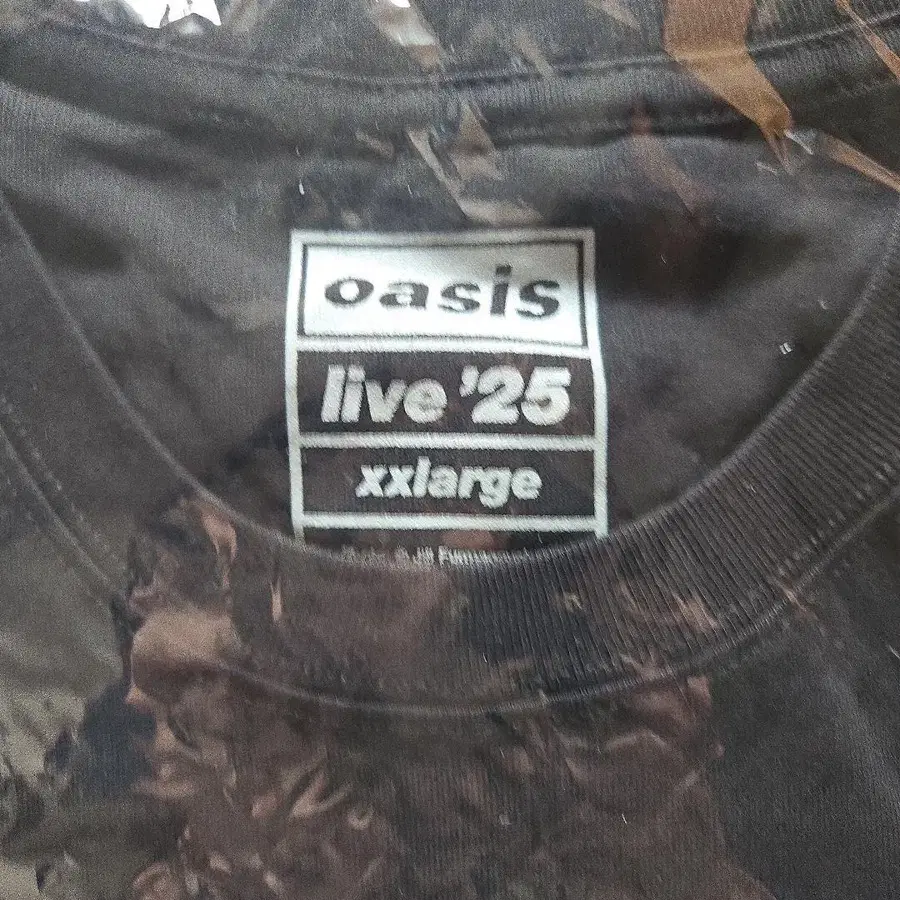 oasis
live '25
xxlarge